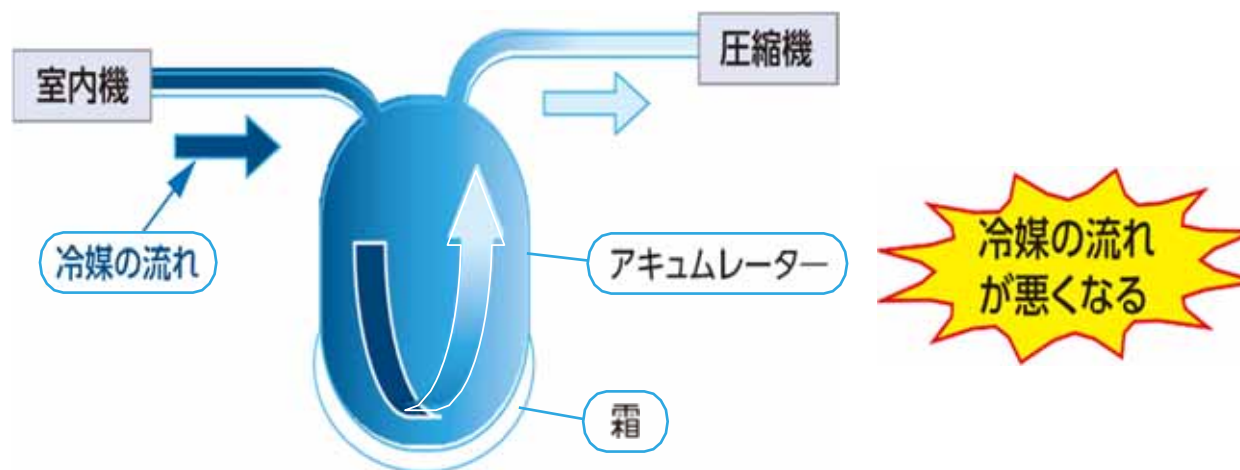 室内機
圧縮機
冷媒の流れ
アキュムレーター
霜
冷媒の流れ
が悪くなる